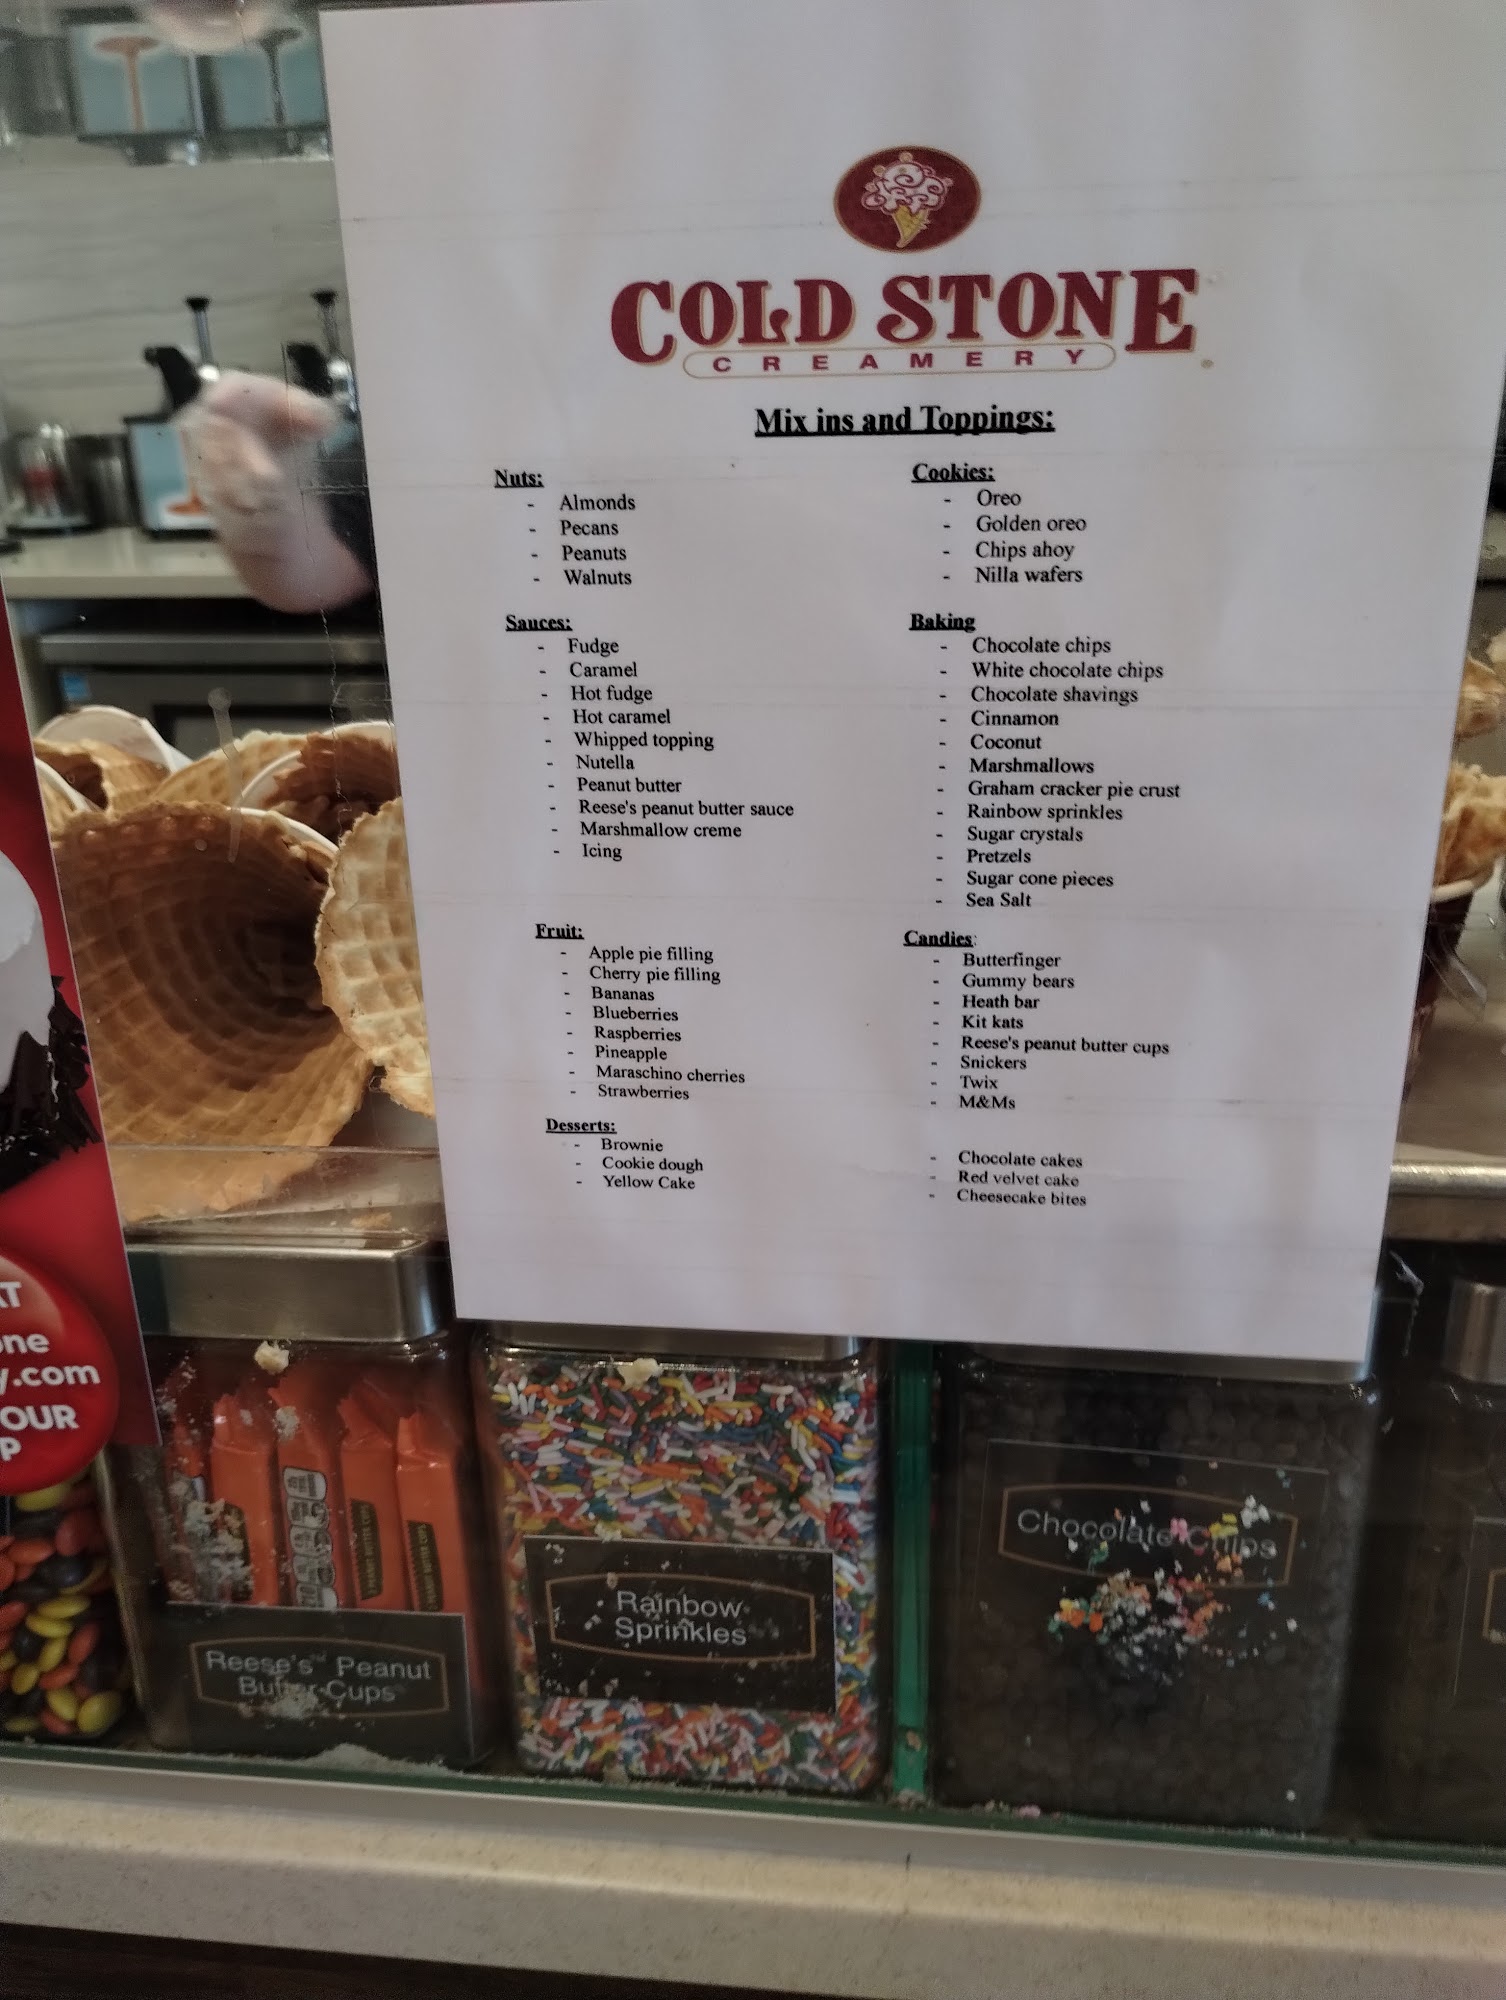 COLD STONE
CREAMERY
Mix ins and Toppings:
Nuts:
- Almonds
- Pecans
- Peanuts
- Walnuts
Sauces:
- Fudge
- Caramel
- Hot fudge
- Hot caramel
- Whipped topping
- Nutella
- Peanut butter
- Reese's peanut butter sauce
- Marshmallow creme
- Icing
Fruit:
- Apple pie filling
- Cherry pie filling
- Bananas
- Blueberries
- Raspberries
- Pineapple
- Maraschino cherries
- Strawberries
Desserts:
- Brownie
- Cookie dough
- Yellow Cake
Cookies:
- Oreo
- Golden oreo
- Chips ahoy
- Nilla wafers
Baking
- Chocolate chips
- White chocolate chips
- Chocolate shavings
- Cinnamon
- Coconut
- Marshmallows
- Graham cracker pie crust
- Rainbow sprinkles
- Sugar crystals
- Pretzels
- Sugar cone pieces
- Sea Salt
Candies:
- Butterfinger
- Gummy bears
- Heath bar
- Kit kats
- Reese's peanut butter cups
- Snickers
- Twix
- M&Ms
- Chocolate cakes
- Red velvet cake
- Cheesecake bites
.com
OUR
Reese's Peanut
Butter Cups
Rainbow
Sprinkles
Chocolate Chips